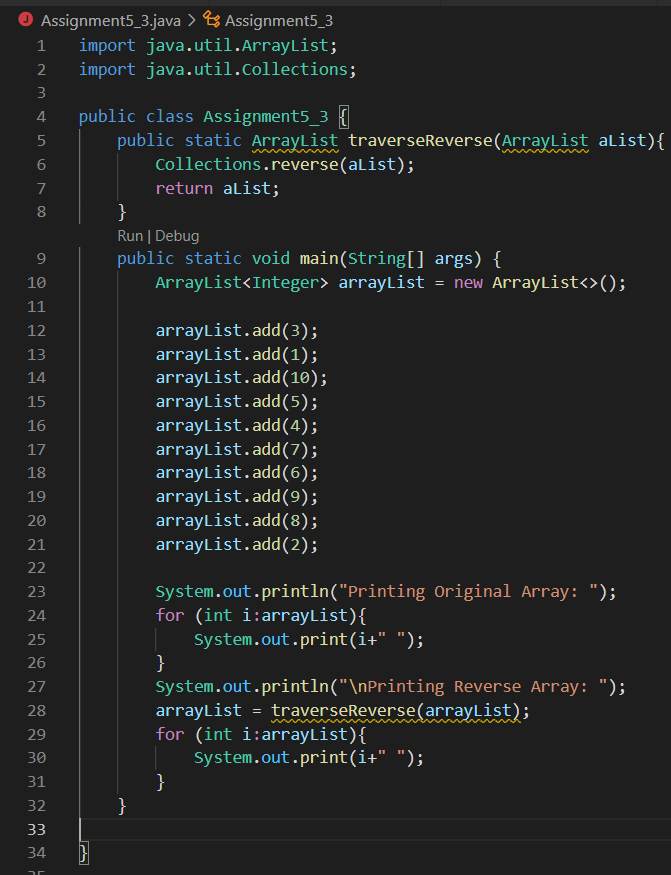 Assignment5_3.java > Assignment5_3
1 import java.util.ArrayList;
2 import java.util.Collections;
3
4 public class Assignment5_3 {
5     public static ArrayList traverseReverse(ArrayList aList){
6         Collections.reverse(aList);
7         return aList;
8     }
Run | Debug
9     public static void main(String[] args) {
10         ArrayList<Integer> arrayList = new ArrayList<>();
11
12         arrayList.add(3);
13         arrayList.add(1);
14         arrayList.add(10);
15         arrayList.add(5);
16         arrayList.add(4);
17         arrayList.add(7);
18         arrayList.add(6);
19         arrayList.add(9);
20         arrayList.add(8);
21         arrayList.add(2);
22
23         System.out.println("Printing Original Array: ");
24         for (int i:arrayList){
25             System.out.print(i+" ");
26         }
27         System.out.println("\nPrinting Reverse Array: ");
28         arrayList = traverseReverse(arrayList);
29         for (int i:arrayList){
30             System.out.print(i+" ");
31         }
32     }
33
34 }